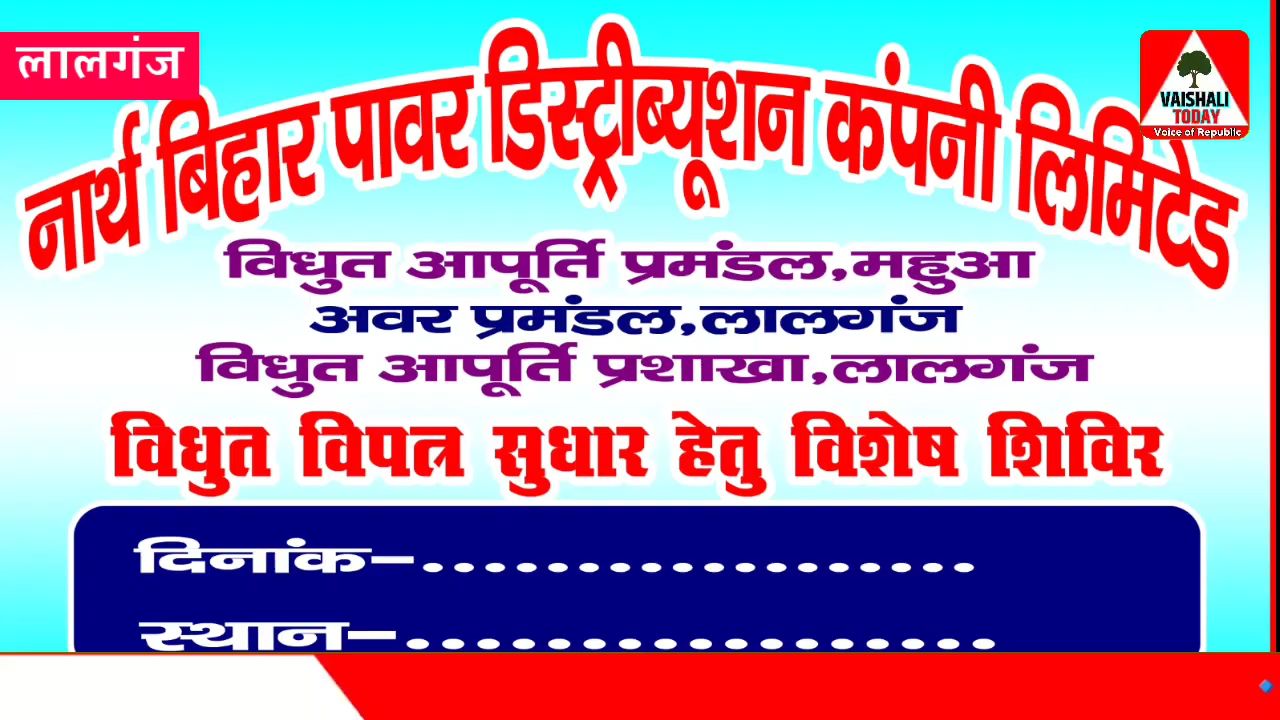 लालगंज
VAISHALI
TODAY
Voice of Republic
नार्थ बिहार पावर डिस्ट्रीब्यूशन कंपनी लिमिटेड
विधुत आपूर्ति प्रमंडल,महुआ
अवर प्रमंडल,लालगंज
विधुत आपूर्ति प्रशाखा,लालगंज
विधुत विपत्र सुधार हेतु विशेष शिविर
दिनांक–..................
स्थान–.................